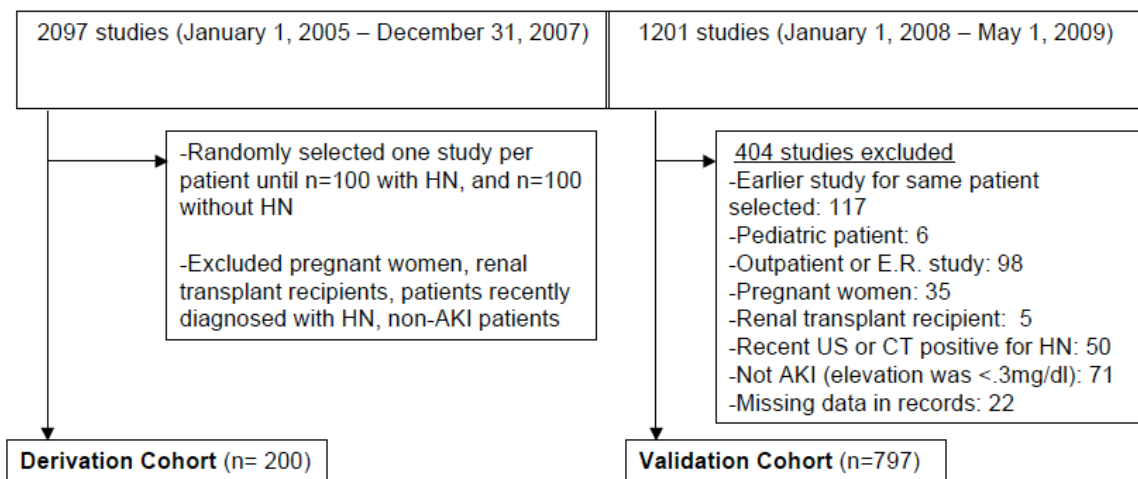 2097 studies (January 1, 2005 – December 31, 2007)
1201 studies (January 1, 2008 – May 1, 2009)
-Randomly selected one study per
patient until n=100 with HN, and n=100
without HN
-Excluded pregnant women, renal
transplant recipients, patients recently
diagnosed with HN, non-AKI patients
404 studies excluded
-Earlier study for same patient
selected: 117
-Pediatric patient: 6
-Outpatient or E.R. study: 98
-Pregnant women: 35
-Renal transplant recipient:  5
-Recent US or CT positive for HN: 50
-Not AKI (elevation was <.3mg/dl): 71
-Missing data in records: 22
Derivation Cohort (n= 200)
Validation Cohort (n=797)